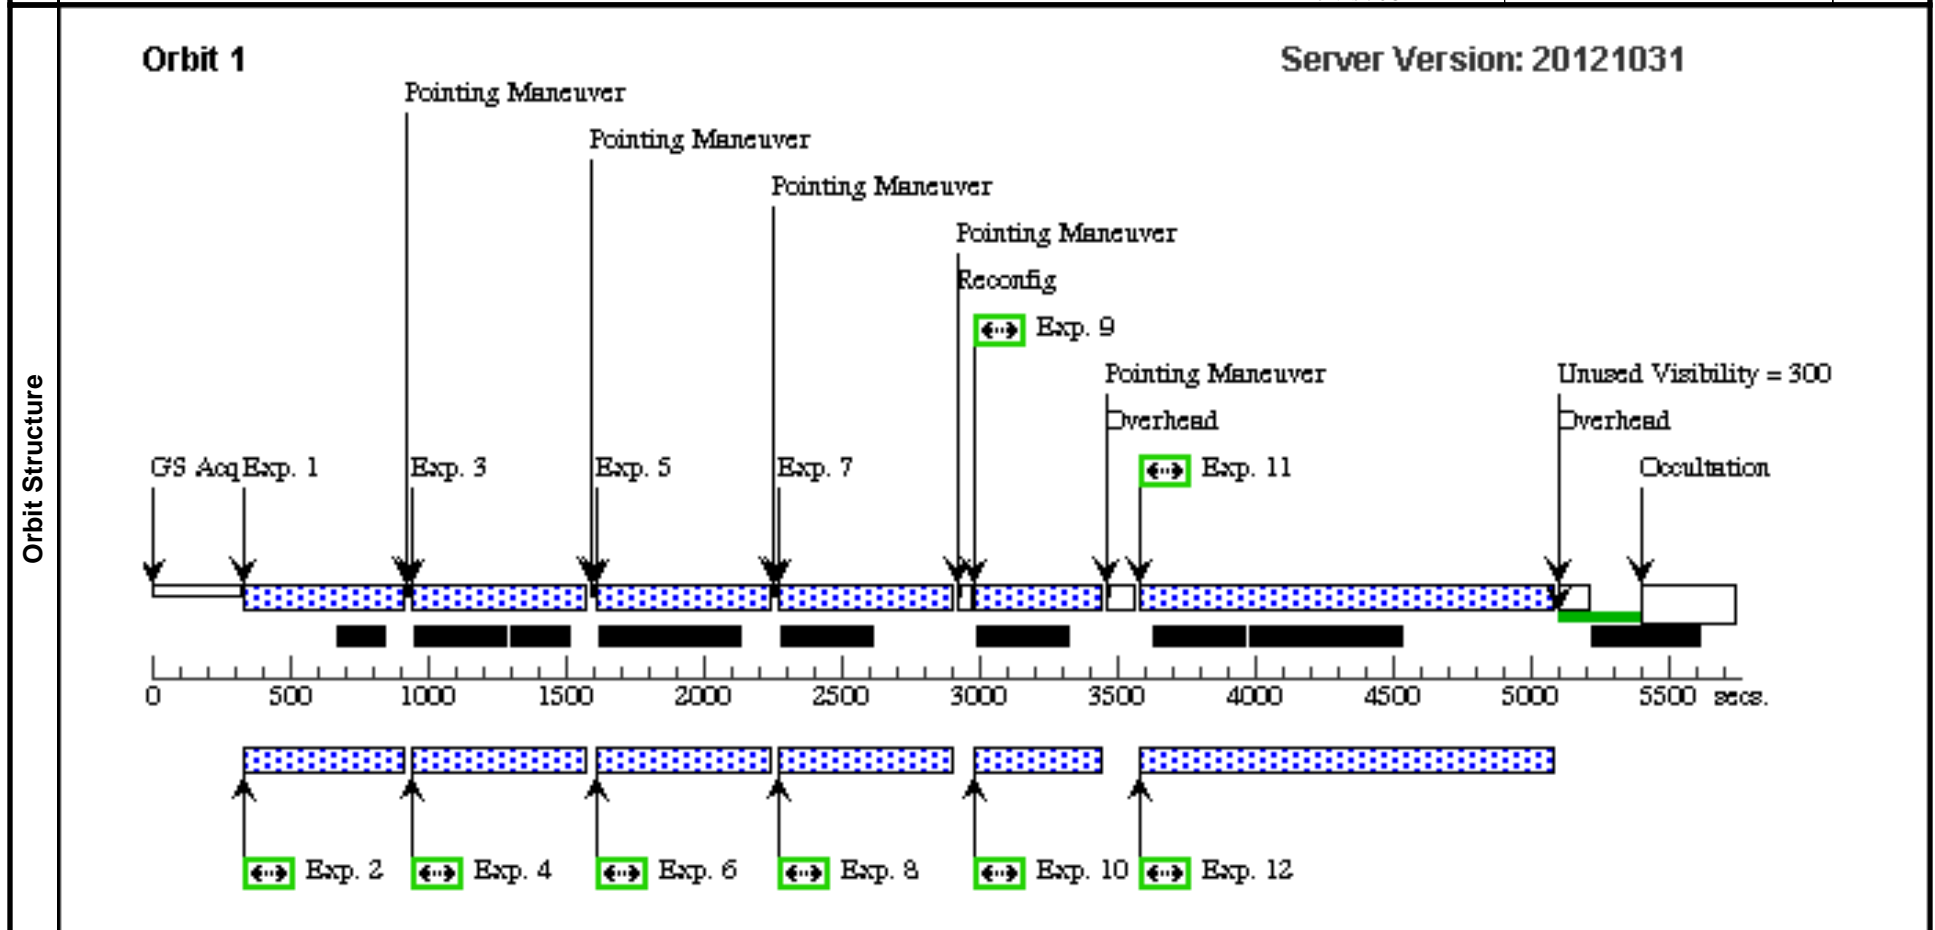 Orbit 1
Server Version: 20121031
Pointing Maneuver
Pointing Maneuver
Pointing Maneuver
Pointing Maneuver
Reconfig
Exp. 9
Pointing Maneuver
Unused Visibility = 300
Overhead
Overhead
GS Acq Exp. 1
Exp. 3
Exp. 5
Exp. 7
Exp. 11
Occultation
Orbit Structure
0 500 1000 1500 2000 2500 3000 3500 4000 4500 5000 5500 secs.
Exp. 2
Exp. 4
Exp. 6
Exp. 8
Exp. 10
Exp. 12